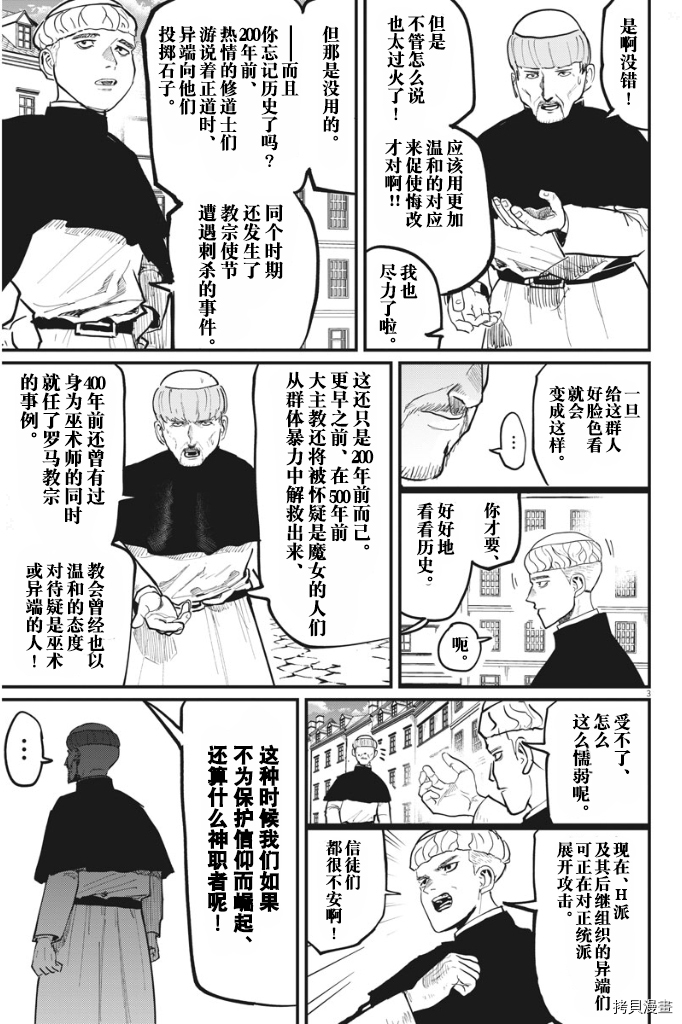 是啊没错！
但是
不管怎么说
也太过火了！
应该用更加
温和的对应
来促使悔改
才对啊！！
我也
尽力了啦。
但那是没用的。
——而且
你忘记历史了吗？
200年前、
热情的修道士们
游说着正道时、
异端向他们
投掷石子。
同个时期
还发生了
教宗使节
遭遇刺杀的事件。
一旦
给这群人
好脸色看
就会
变成这样。
…
你才要、
好好地
看看历史。
呃。
这还只是200年前而已。
更早之前、在500年前
大主教还将被怀疑是魔女的人们
从群体暴力中解救出来、
400年前还曾有过
身为巫术师的同时
就任了罗马教宗
的事例。
教会曾经也以
温和的态度
对待疑是巫术
或异端的人！
3
受不了、
怎么
这么懦弱呢。
现在、H派
及其后继组织的异端们
可正在对正统派
展开攻击。
信徒们
都很不安啊！
这种时候我们如果
不为保护信仰而崛起、
还算什么神职者呢！
…
拷貝漫畫